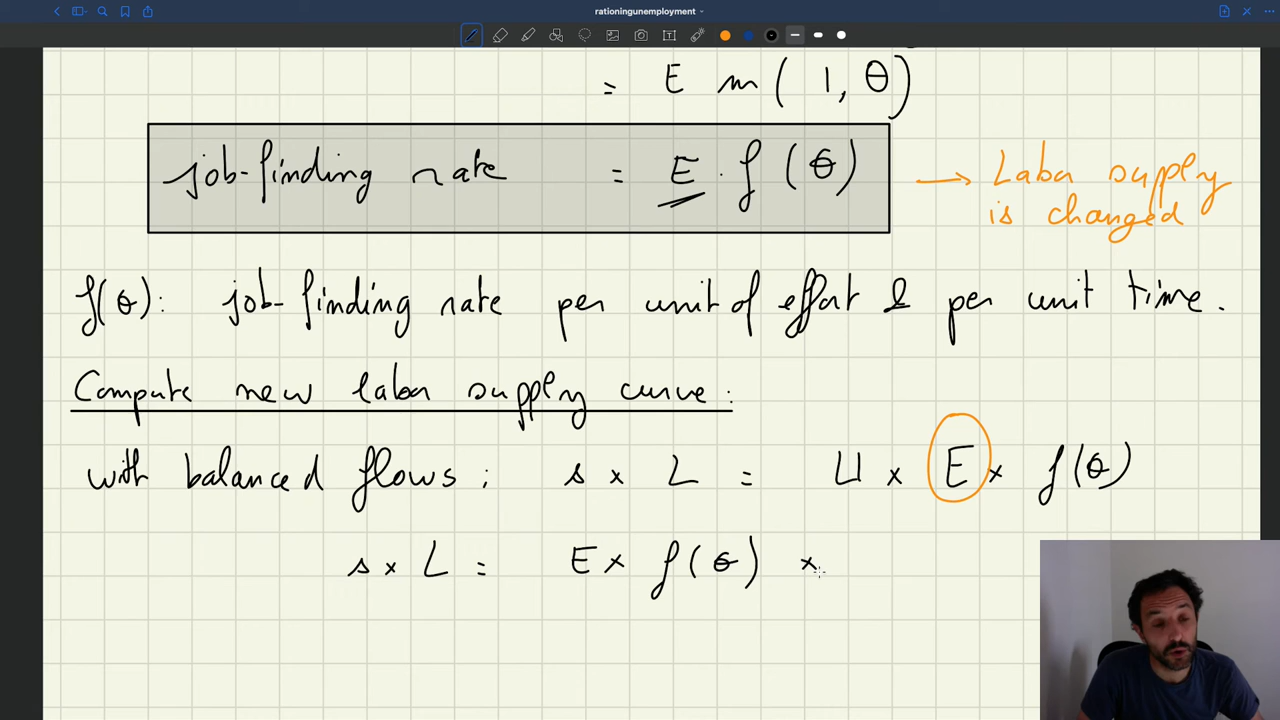 rationingunemployment
= E m ( 1, θ)
job-finding rate = E . f (θ)
→ Labor supply
is changed
f(θ): job-finding rate per unit of effort & per unit time.
Compute new labor supply curve:
with balanced flows: s × L = U × E × f(θ)
s × L = E × f(θ) ×